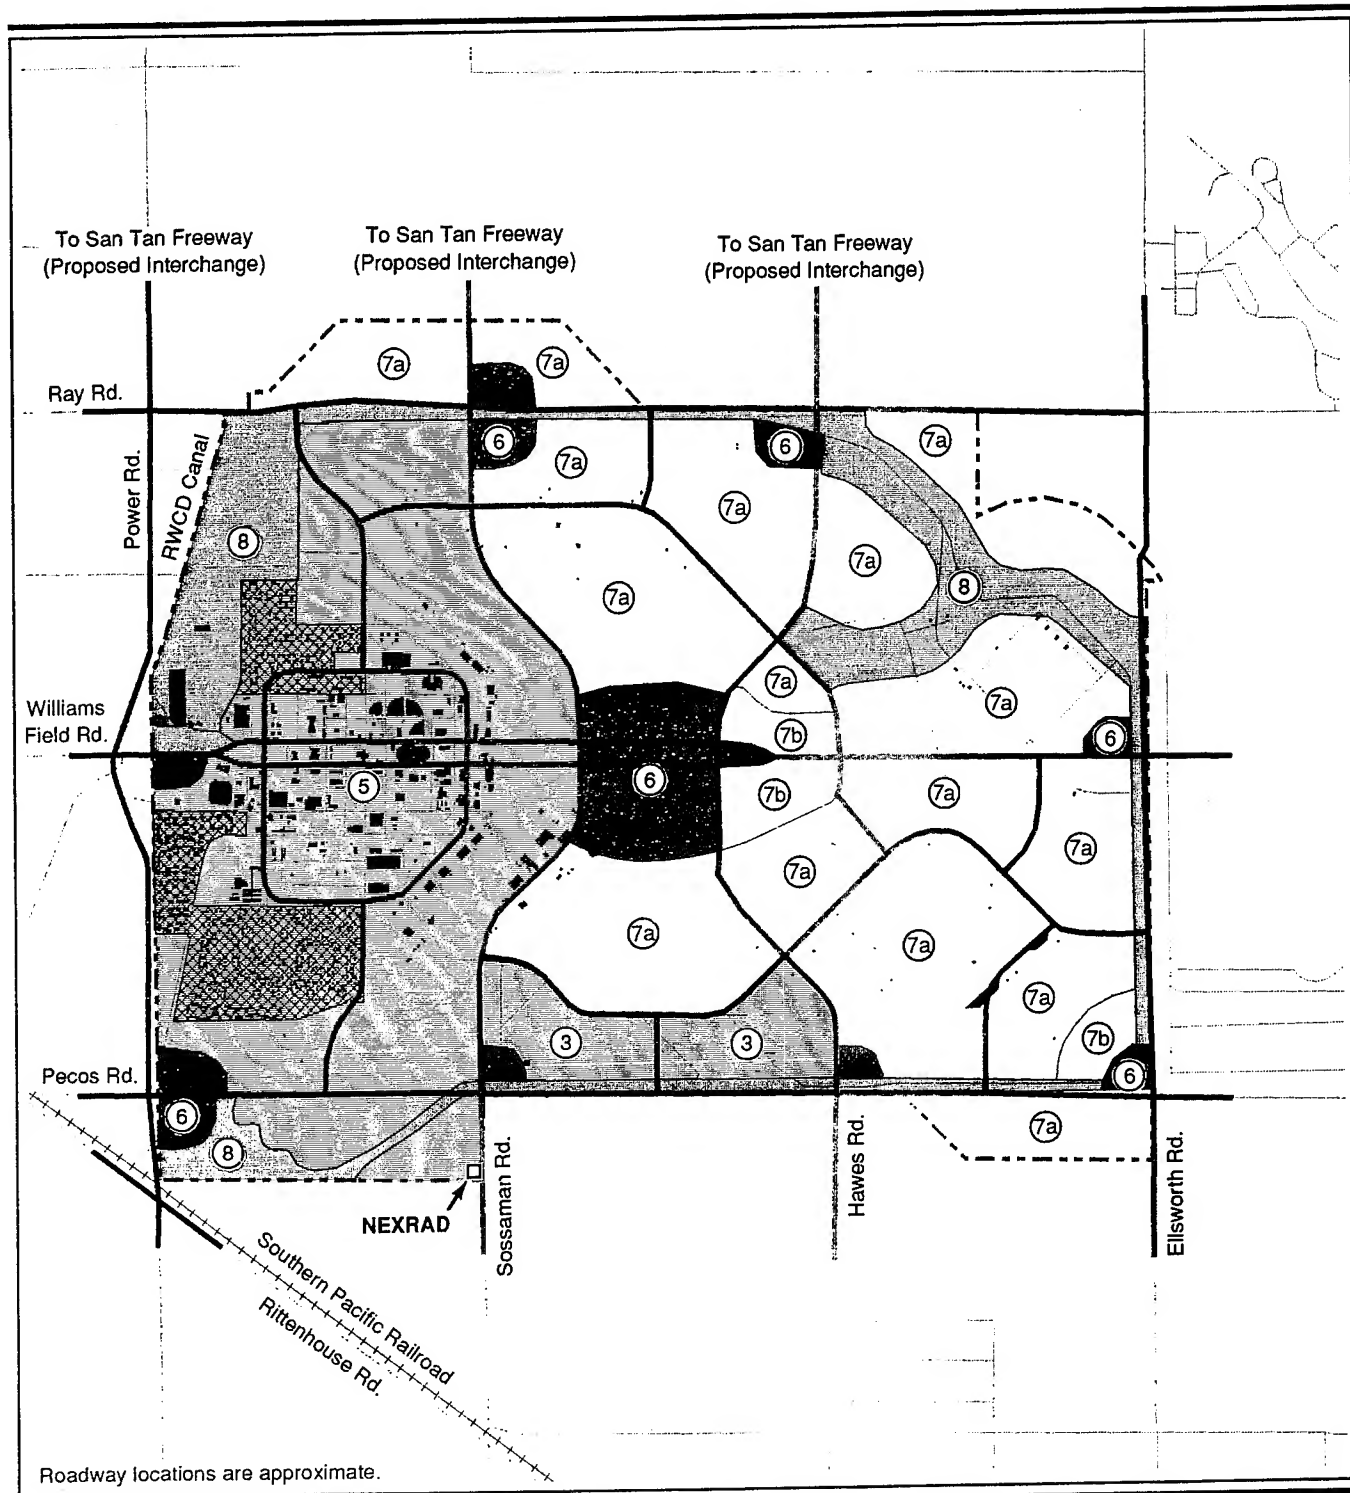 To San Tan Freeway
(Proposed Interchange)
To San Tan Freeway
(Proposed Interchange)
To San Tan Freeway
(Proposed Interchange)
7a
7a
Ray Rd.
6
7a
6
7a
7a
Power Rd.
RWCD Canal
8
7a
7a
8
7a
7a
Williams
Field Rd.
7b
6
5
6
7b
7a
7a
7a
7a
7a
7a
3
3
7b
Pecos Rd.
6
6
8
7a
NEXRAD
Sossaman Rd.
Hawes Rd.
Ellsworth Rd.
Southern Pacific Railroad
Rittenhouse Rd.
Roadway locations are approximate.